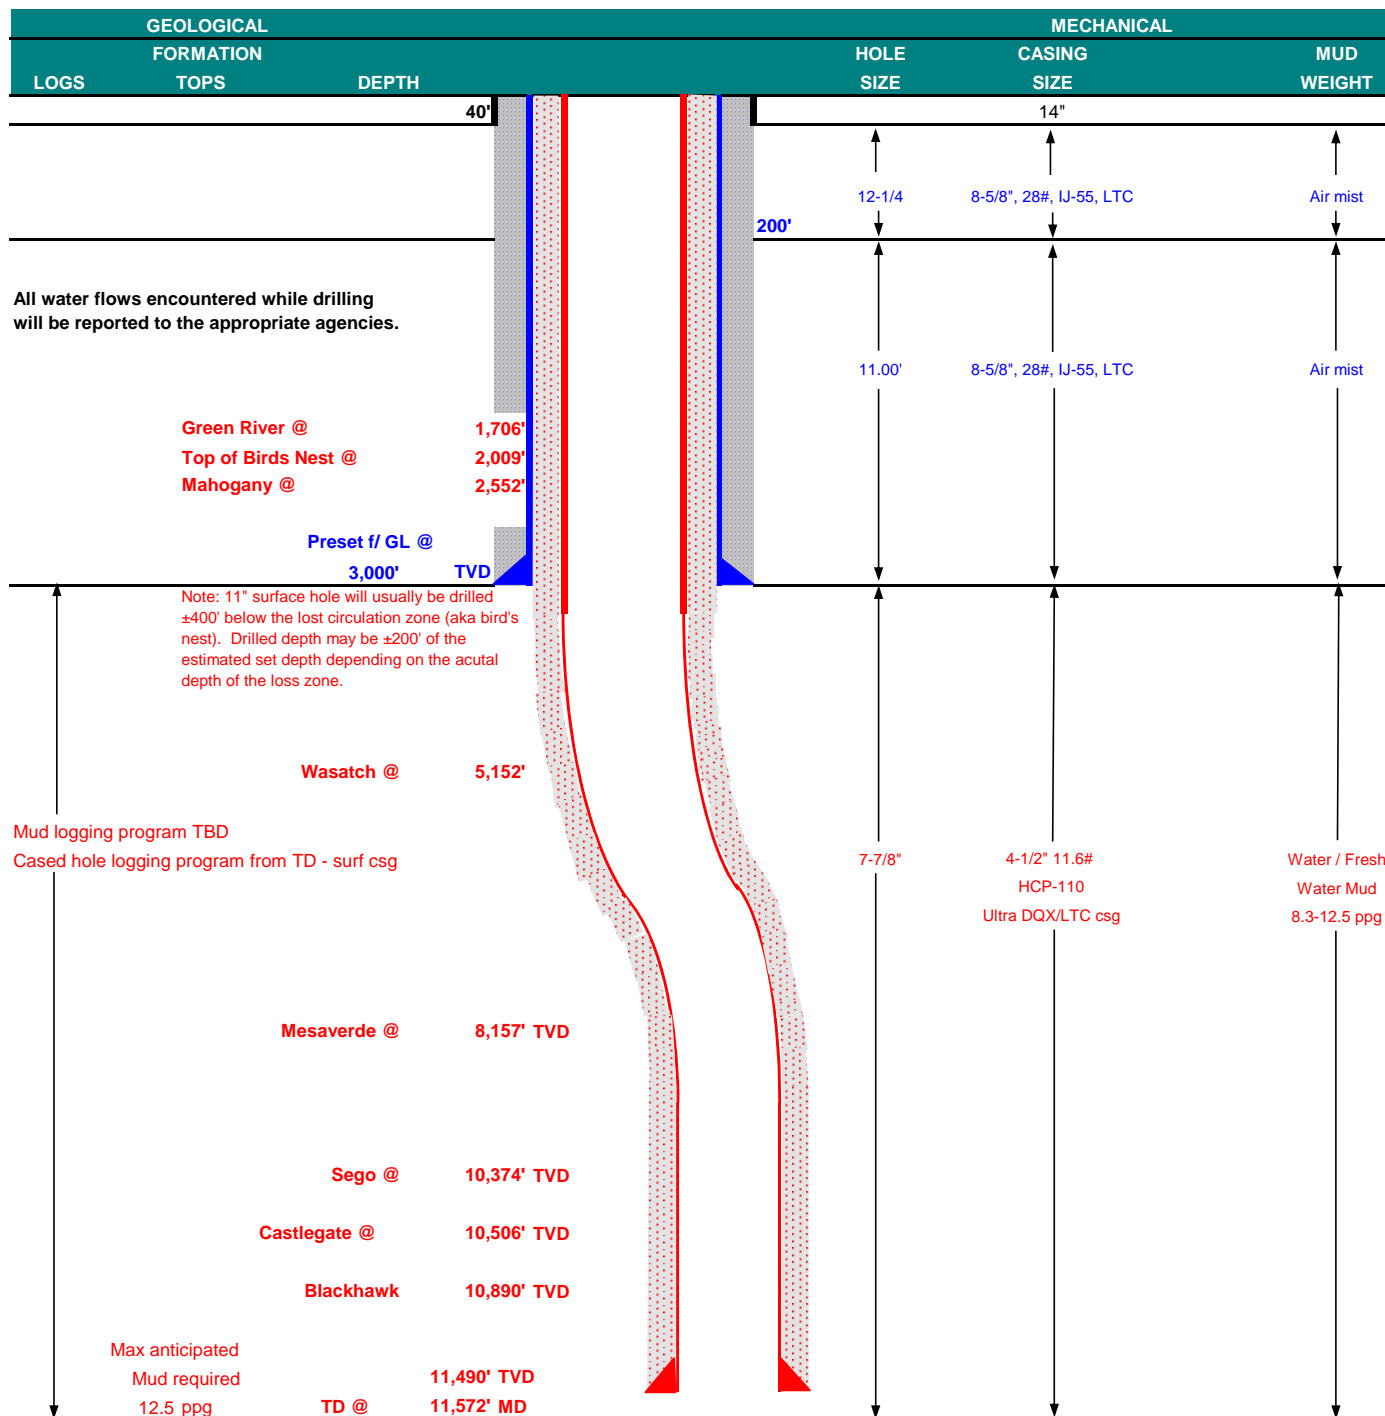 GEOLOGICAL MECHANICAL
FORMATION HOLE CASING MUD
LOGS TOPS DEPTH SIZE SIZE WEIGHT
40' 14"
12-1/4 8-5/8", 28#, IJ-55, LTC Air mist
200'
All water flows encountered while drilling
will be reported to the appropriate agencies.
11.00' 8-5/8", 28#, IJ-55, LTC Air mist
Green River @ 1,706'
Top of Birds Nest @ 2,009'
Mahogany @ 2,552'
Preset f/ GL @
3,000' TVD
Note: 11" surface hole will usually be drilled
±400' below the lost circulation zone (aka bird's
nest). Drilled depth may be ±200' of the
estimated set depth depending on the acutal
depth of the loss zone.
Wasatch @ 5,152'
Mud logging program TBD
Cased hole logging program from TD - surf csg
7-7/8" 4-1/2" 11.6# Water / Fresh
HCP-110 Water Mud
Ultra DQX/LTC csg 8.3-12.5 ppg
Mesaverde @ 8,157' TVD
Sego @ 10,374' TVD
Castlegate @ 10,506' TVD
Blackhawk 10,890' TVD
Max anticipated
Mud required 11,490' TVD
12.5 ppg TD @ 11,572' MD